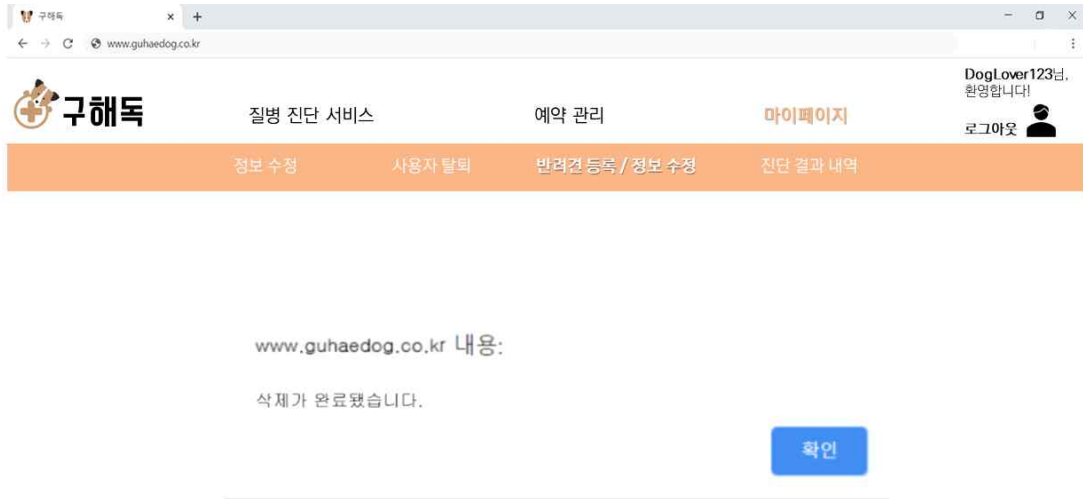 구해독
www.guhaedog.co.kr
DogLover123님,
환영합니다!
구해독
질병 진단 서비스 예약 관리 마이페이지
로그아웃
정보 수정 사용자 탈퇴 반려견 등록 / 정보 수정 진단 결과 내역
www.guhaedog.co.kr 내용:
삭제가 완료됐습니다.
확인